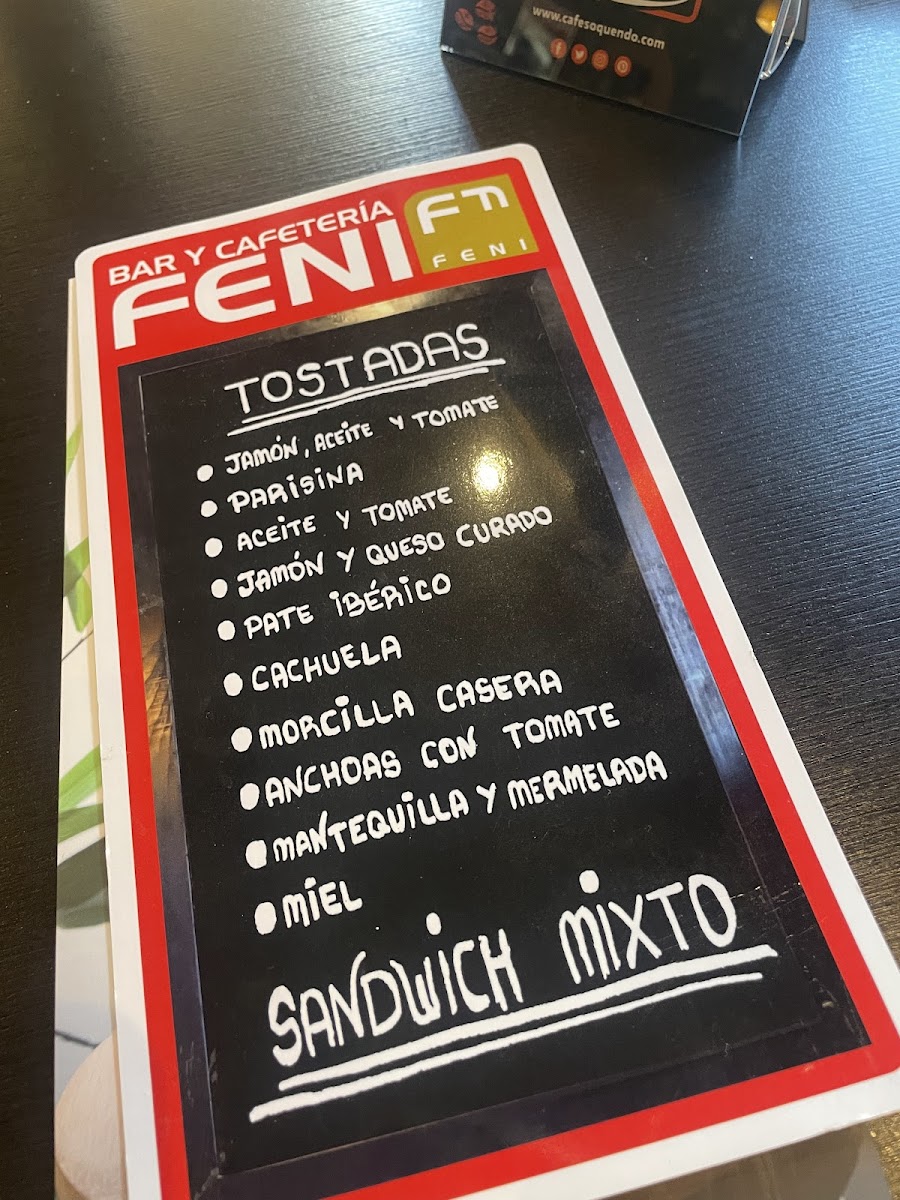 www.cafesoquendo.com
BAR Y CAFETERÍA
FENI
FENI
TOSTADAS
• JAMÓN, ACEITE Y TOMATE
• PARISINA
• ACEITE Y TOMATE
• JAMÓN Y QUESO CURADO
• PATE IBÉRICO
• CACHUELA
• MORCILLA CASERA
• ANCHOAS CON TOMATE
• MANTEQUILLA Y MERMELADA
• MIEL
SANDWICH MIXTO